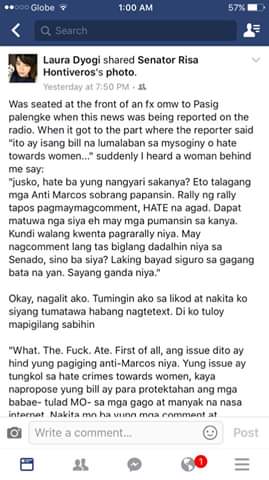 Globe 1:00 AM 57%
Search
Laura Dyogi shared Senator Risa
Hontiveros's photo.
Yesterday at 7:50 PM ·
Was seated at the front of an fx omw to Pasig
palengke when this news was being reported on the
radio. When it got to the part where the reporter said
"ito ay isang bill na lumalaban sa mysoginy o hate
towards women..." suddenly I heard a woman behind
me say:
"jusko, hate ba yung nangyari sakanya? Eto talagang
mga Anti Marcos sobrang papansin. Rally ng rally
tapos pagmaymagcomment, HATE na agad. Dapat
matuwa nga siya eh may mga pumansin sa kanya.
Kundi walang kwenta pagrarally niya. May
nagcomment lang tas biglang dadalhin niya sa
Senado, sino ba siya? Laking bayad siguro sa gagang
bata na yan. Sayang ganda niya."
Okay, nagalit ako. Tumingin ako sa likod at nakita ko
siyang tumatawa habang nagtetext. Di ko tuloy
mapigilang sabihin
"What. The. Fuck. Ate. First of all, ang issue dito ay
hind yung pagiging anti-Marcos niya. Yung issue ay
tungkol sa hate crimes towards women, kaya
napropose yung bill ay para protektahan ang mga
babae- tulad MO- sa mga gago at manyak na nasa
internet. Nakita mo ba yung mga comment at
Write a comment...
Post
1